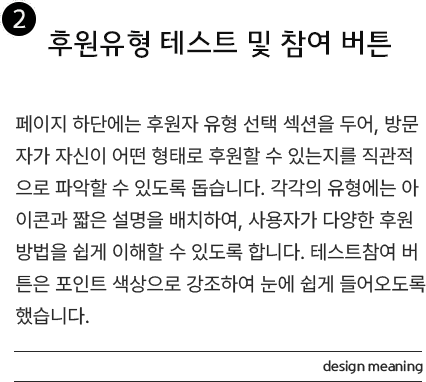 2
후원유형 테스트 및 참여 버튼
페이지 하단에는 후원자 유형 선택 섹션을 두어, 방문
자가 자신이 어떤 형태로 후원할 수 있는지를 직관적
으로 파악할 수 있도록 돕습니다. 각각의 유형에는 아
이콘과 짧은 설명을 배치하여, 사용자가 다양한 후원
방법을 쉽게 이해할 수 있도록 합니다. 테스트참여 버
튼은 포인트 색상으로 강조하여 눈에 쉽게 들어오도록
했습니다.
design meaning